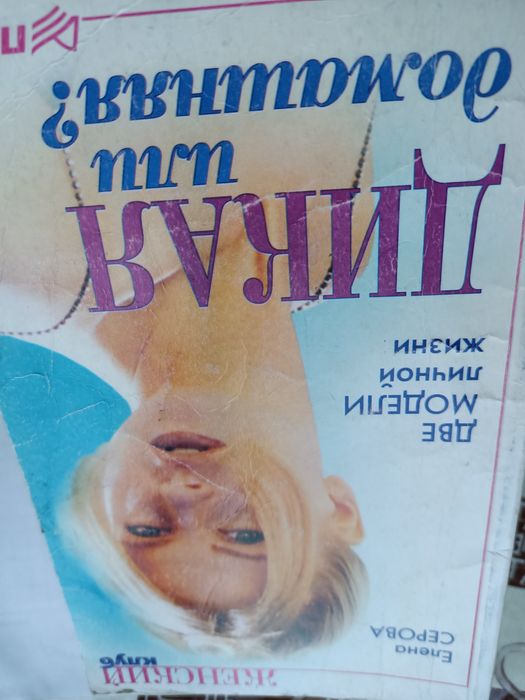 ЖЕНСКИЙ
клуб
Елена
СЕРОВА
ДВЕ
МОДЕЛИ
ЛИЧНОЙ
ЖИЗНИ
ДИКАЯ
или
домашняя?